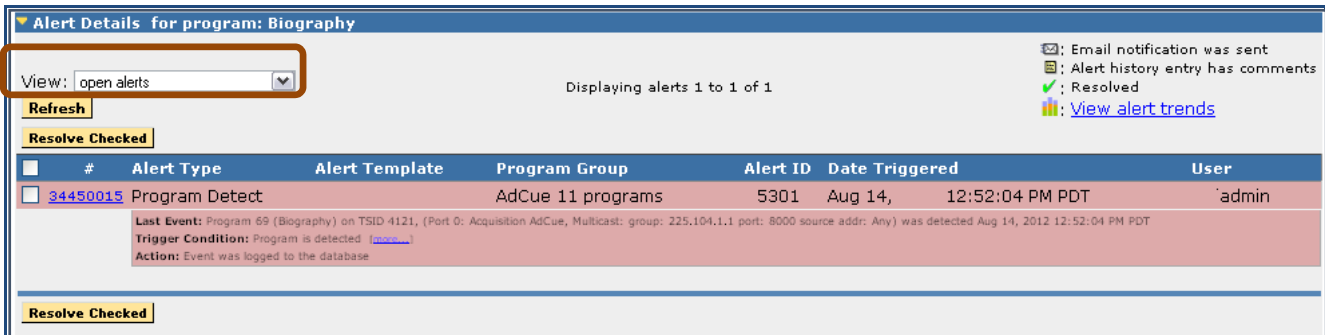 Alert Details for program: Biography
: Email notification was sent
: Alert history entry has comments
View: open alerts
Displaying alerts 1 to 1 of 1
: Resolved
Refresh
: View alert trends
Resolve Checked
# Alert Type Alert Template Program Group Alert ID Date Triggered User
34450015 Program Detect AdCue 11 programs 5301 Aug 14, 12:52:04 PM PDT admin
Last Event: Program 69 (Biography) on TSID 4121, (Port 0: Acquisition AdCue, Multicast: group: 225.104.1.1 port: 8000 source addr: Any) was detected Aug 14, 2012 12:52:04 PM PDT
Trigger Condition: Program is detected [more...]
Action: Event was logged to the database
Resolve Checked